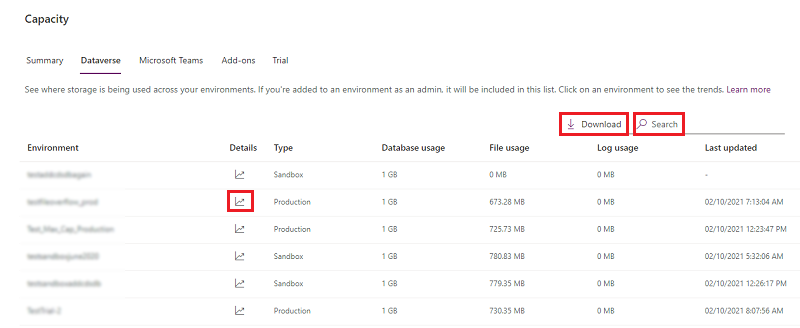 Capacity
Summary Dataverse Microsoft Teams Add-ons Trial
See where storage is being used across your environments. If you're added to an environment as an admin, it will be included in this list. Click on an environment to see the trends. Learn more
Download Search
Environment Details Type Database usage File usage Log usage Last updated
Sandbox 1 GB 0 MB 0 MB -
Production 1 GB 673.28 MB 0 MB 02/10/2021 7:13:04 AM
Production 1 GB 725.73 MB 0 MB 02/10/2021 12:23:47 PM
Sandbox 1 GB 780.83 MB 0 MB 02/10/2021 5:32:06 AM
Sandbox 1 GB 779.35 MB 0 MB 02/10/2021 12:26:17 PM
Production 1 GB 730.35 MB 0 MB 02/10/2021 8:07:56 AM